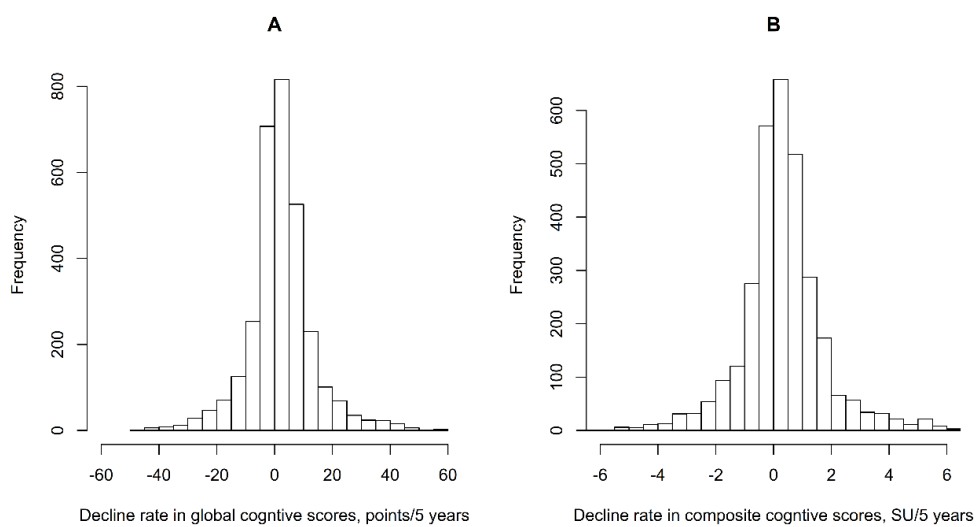 A
Frequency
800
600
400
200
0
-60 -40 -20 0 20 40 60
Decline rate in global cogntive scores, points/5 years
B
Frequency
600
500
400
300
200
100
0
-6 -4 -2 0 2 4 6
Decline rate in composite cogntive scores, SU/5 years